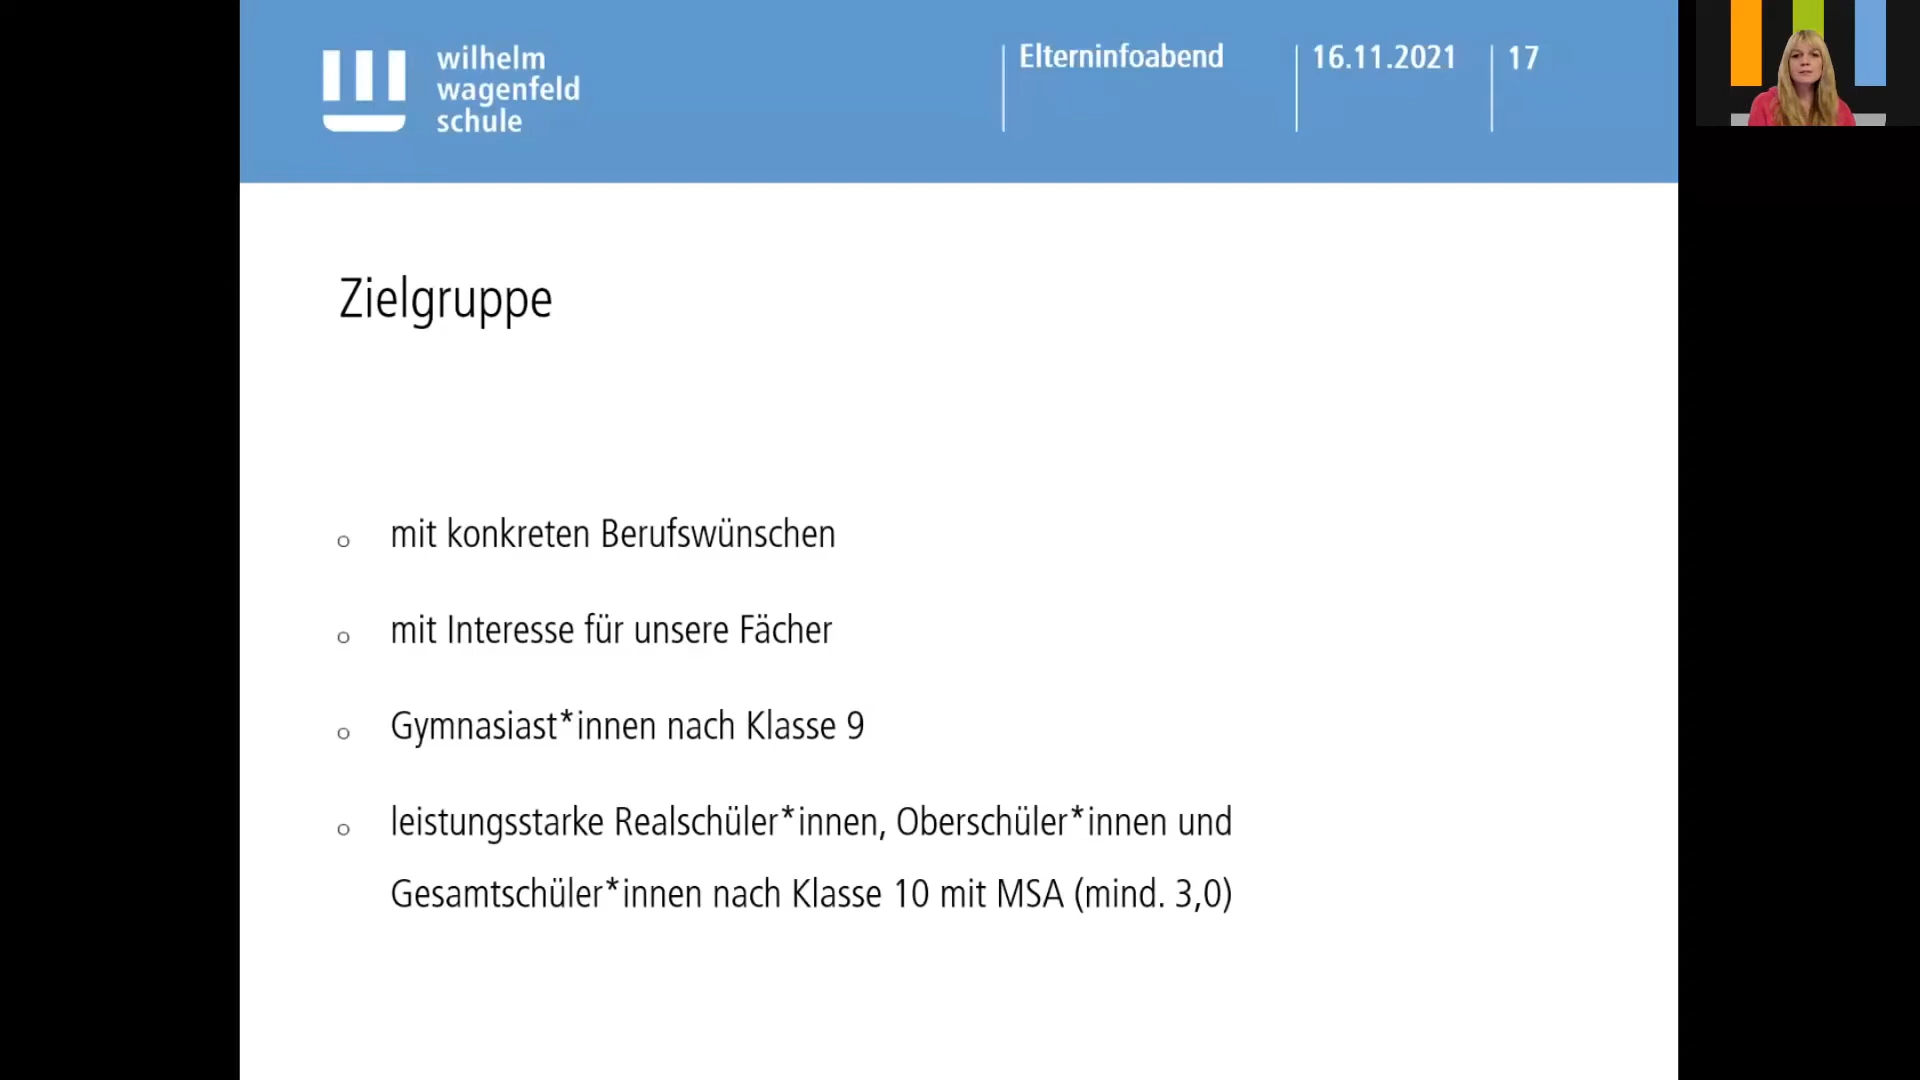 wilhelm
wagenfeld
schule
Elterninfoabend
16.11.2021
17
Zielgruppe
mit konkreten Berufswünschen
mit Interesse für unsere Fächer
Gymnasiast*innen nach Klasse 9
leistungsstarke Realschüler*innen, Oberschüler*innen und
Gesamtschüler*innen nach Klasse 10 mit MSA (mind. 3,0)